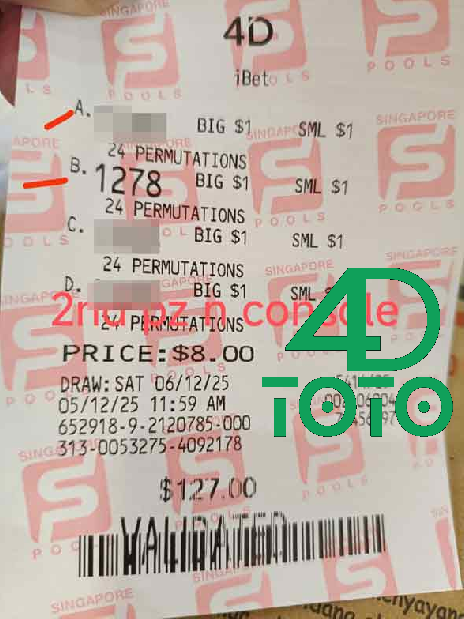 4D
iBet
A.
BIG $1 SML $1
24 PERMUTATIONS
B. 1278 BIG $1 SML $1
24 PERMUTATIONS
C.
BIG $1 SML $1
24 PERMUTATIONS
D.
BIG $1 SML $
2nd pz n console
24 PERMUTATIONS
4D
TOTO
PRICE:$8.00
DRAW: SAT 06/12/25
05/12/25 11:59 AM
652918-9-2120785-000
313-0053275-4092178
$127.00
VALIDATED
SINGAPORE
POOLS